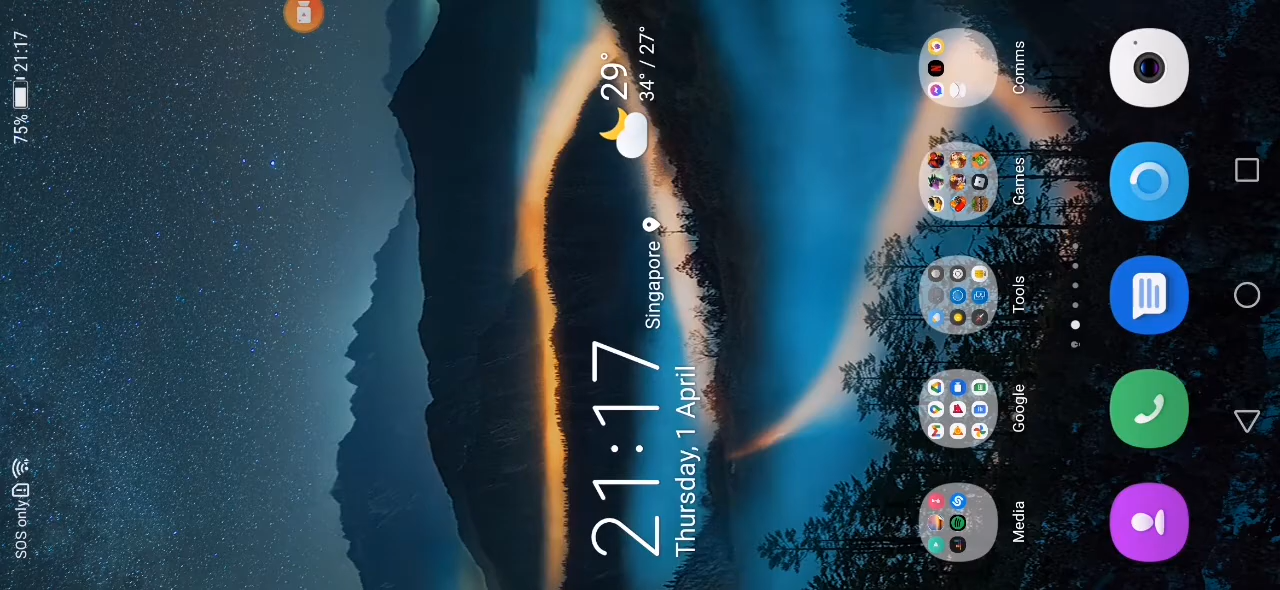 SOS only 75% 21:17
29°
34° / 27°
21:17
Singapore
Thursday, 1 April
Media Google Tools Games Comms